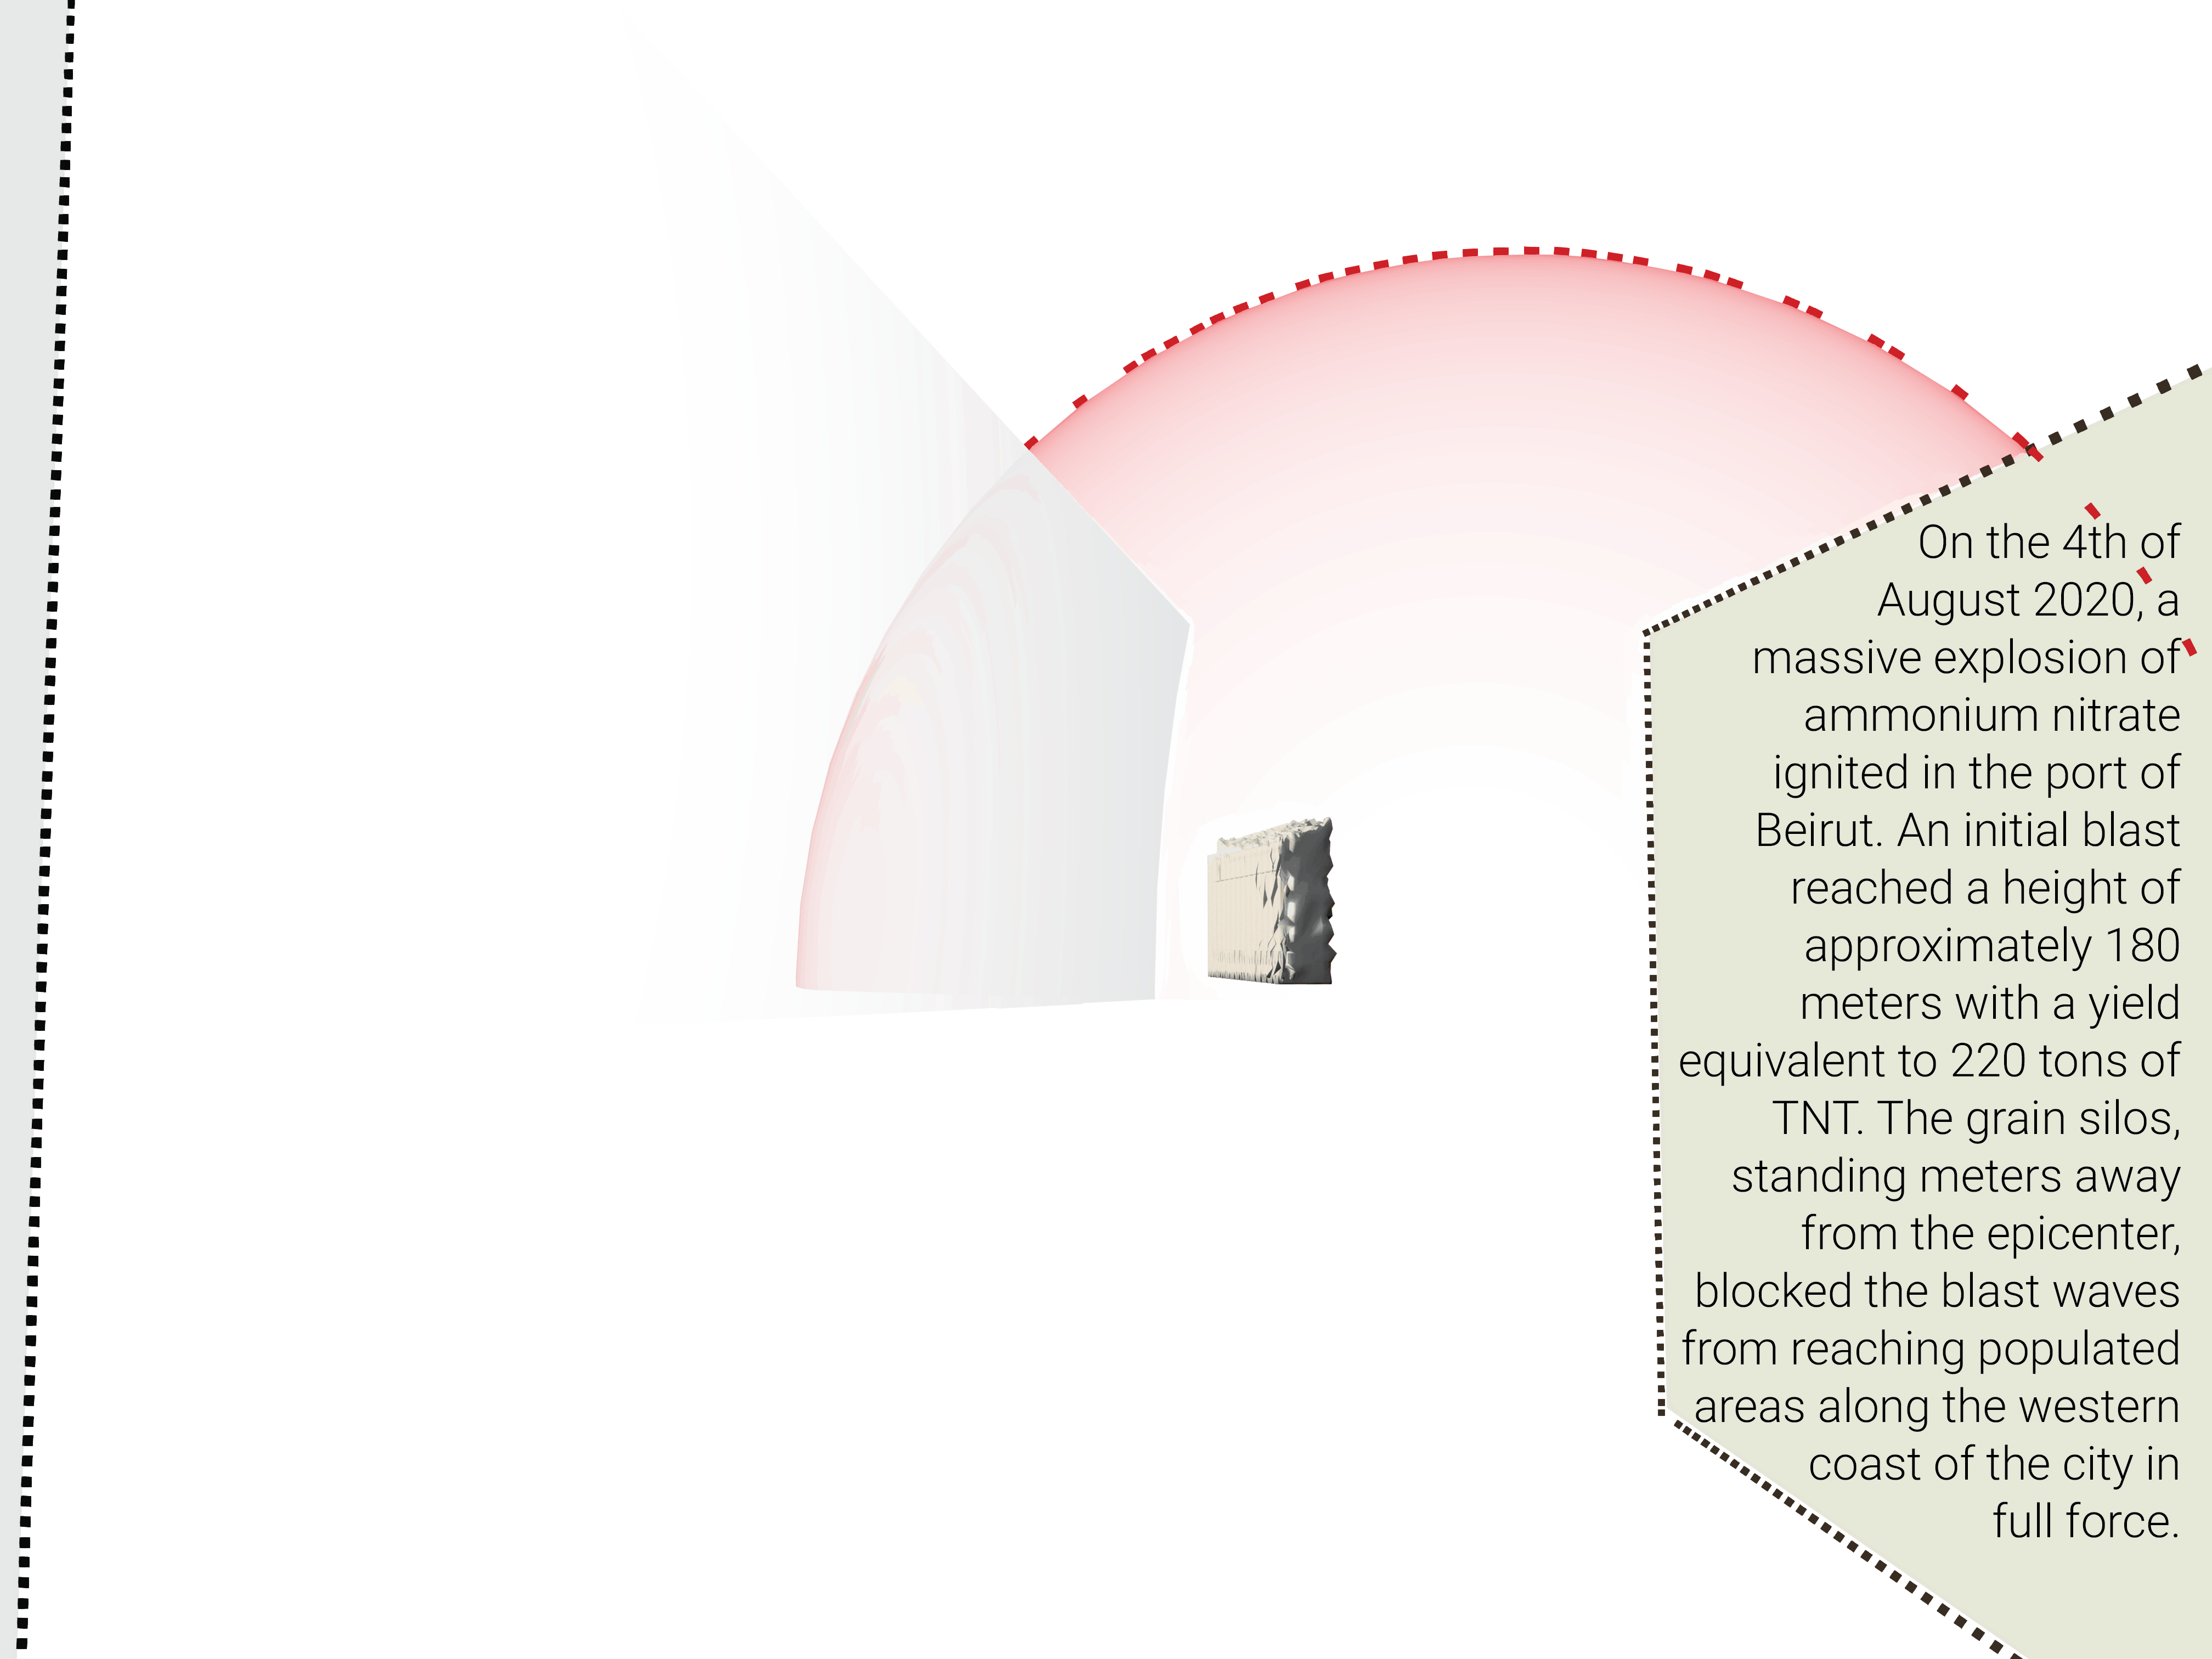 On the 4th of
August 2020, a
massive explosion of
ammonium nitrate
ignited in the port of
Beirut. An initial blast
reached a height of
approximately 180
meters with a yield
equivalent to 220 tons of
TNT. The grain silos,
standing meters away
from the epicenter,
blocked the blast waves
from reaching populated
areas along the western
coast of the city in
full force.